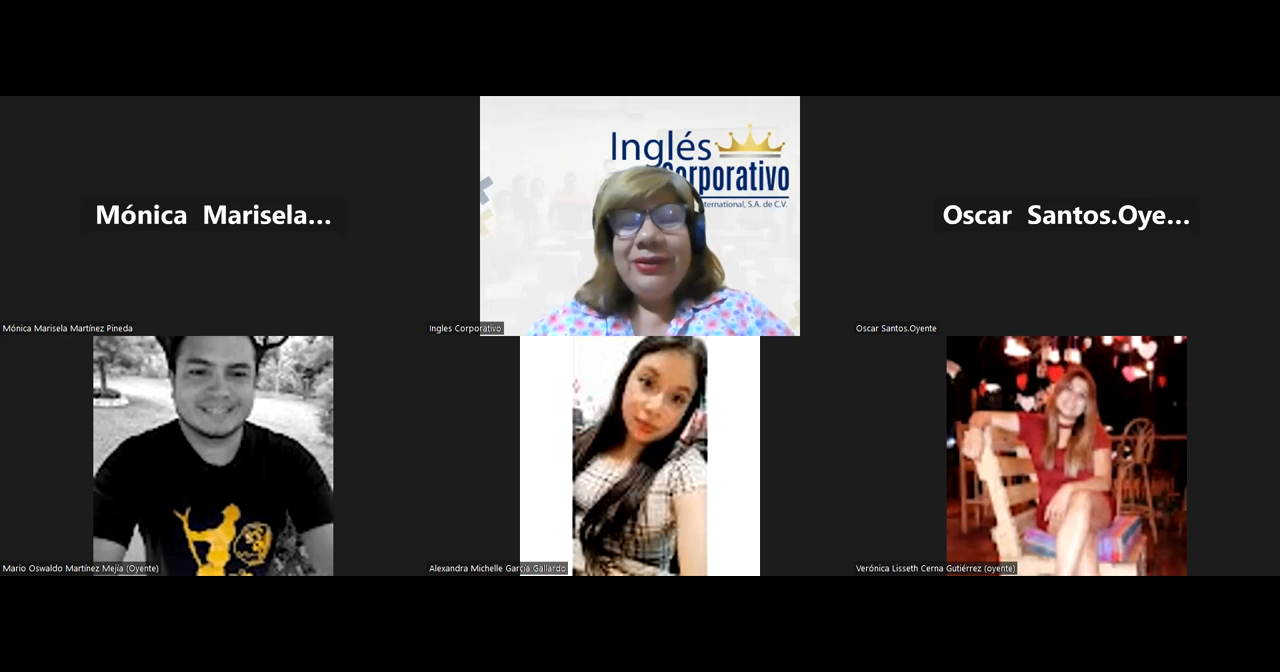 Inglés
Corporativo
ternational, S.A. de C.V.
Mónica Marisela...
Oscar Santos.Oye...
Mónica Marisela Martínez Pineda
Ingles Corporativo
Oscar Santos.Oyente
Mario Oswaldo Martínez Mejía (Oyente)
Alexandra Michelle García Gallardo
Verónica Lisseth Cerna Gutiérrez (oyente)